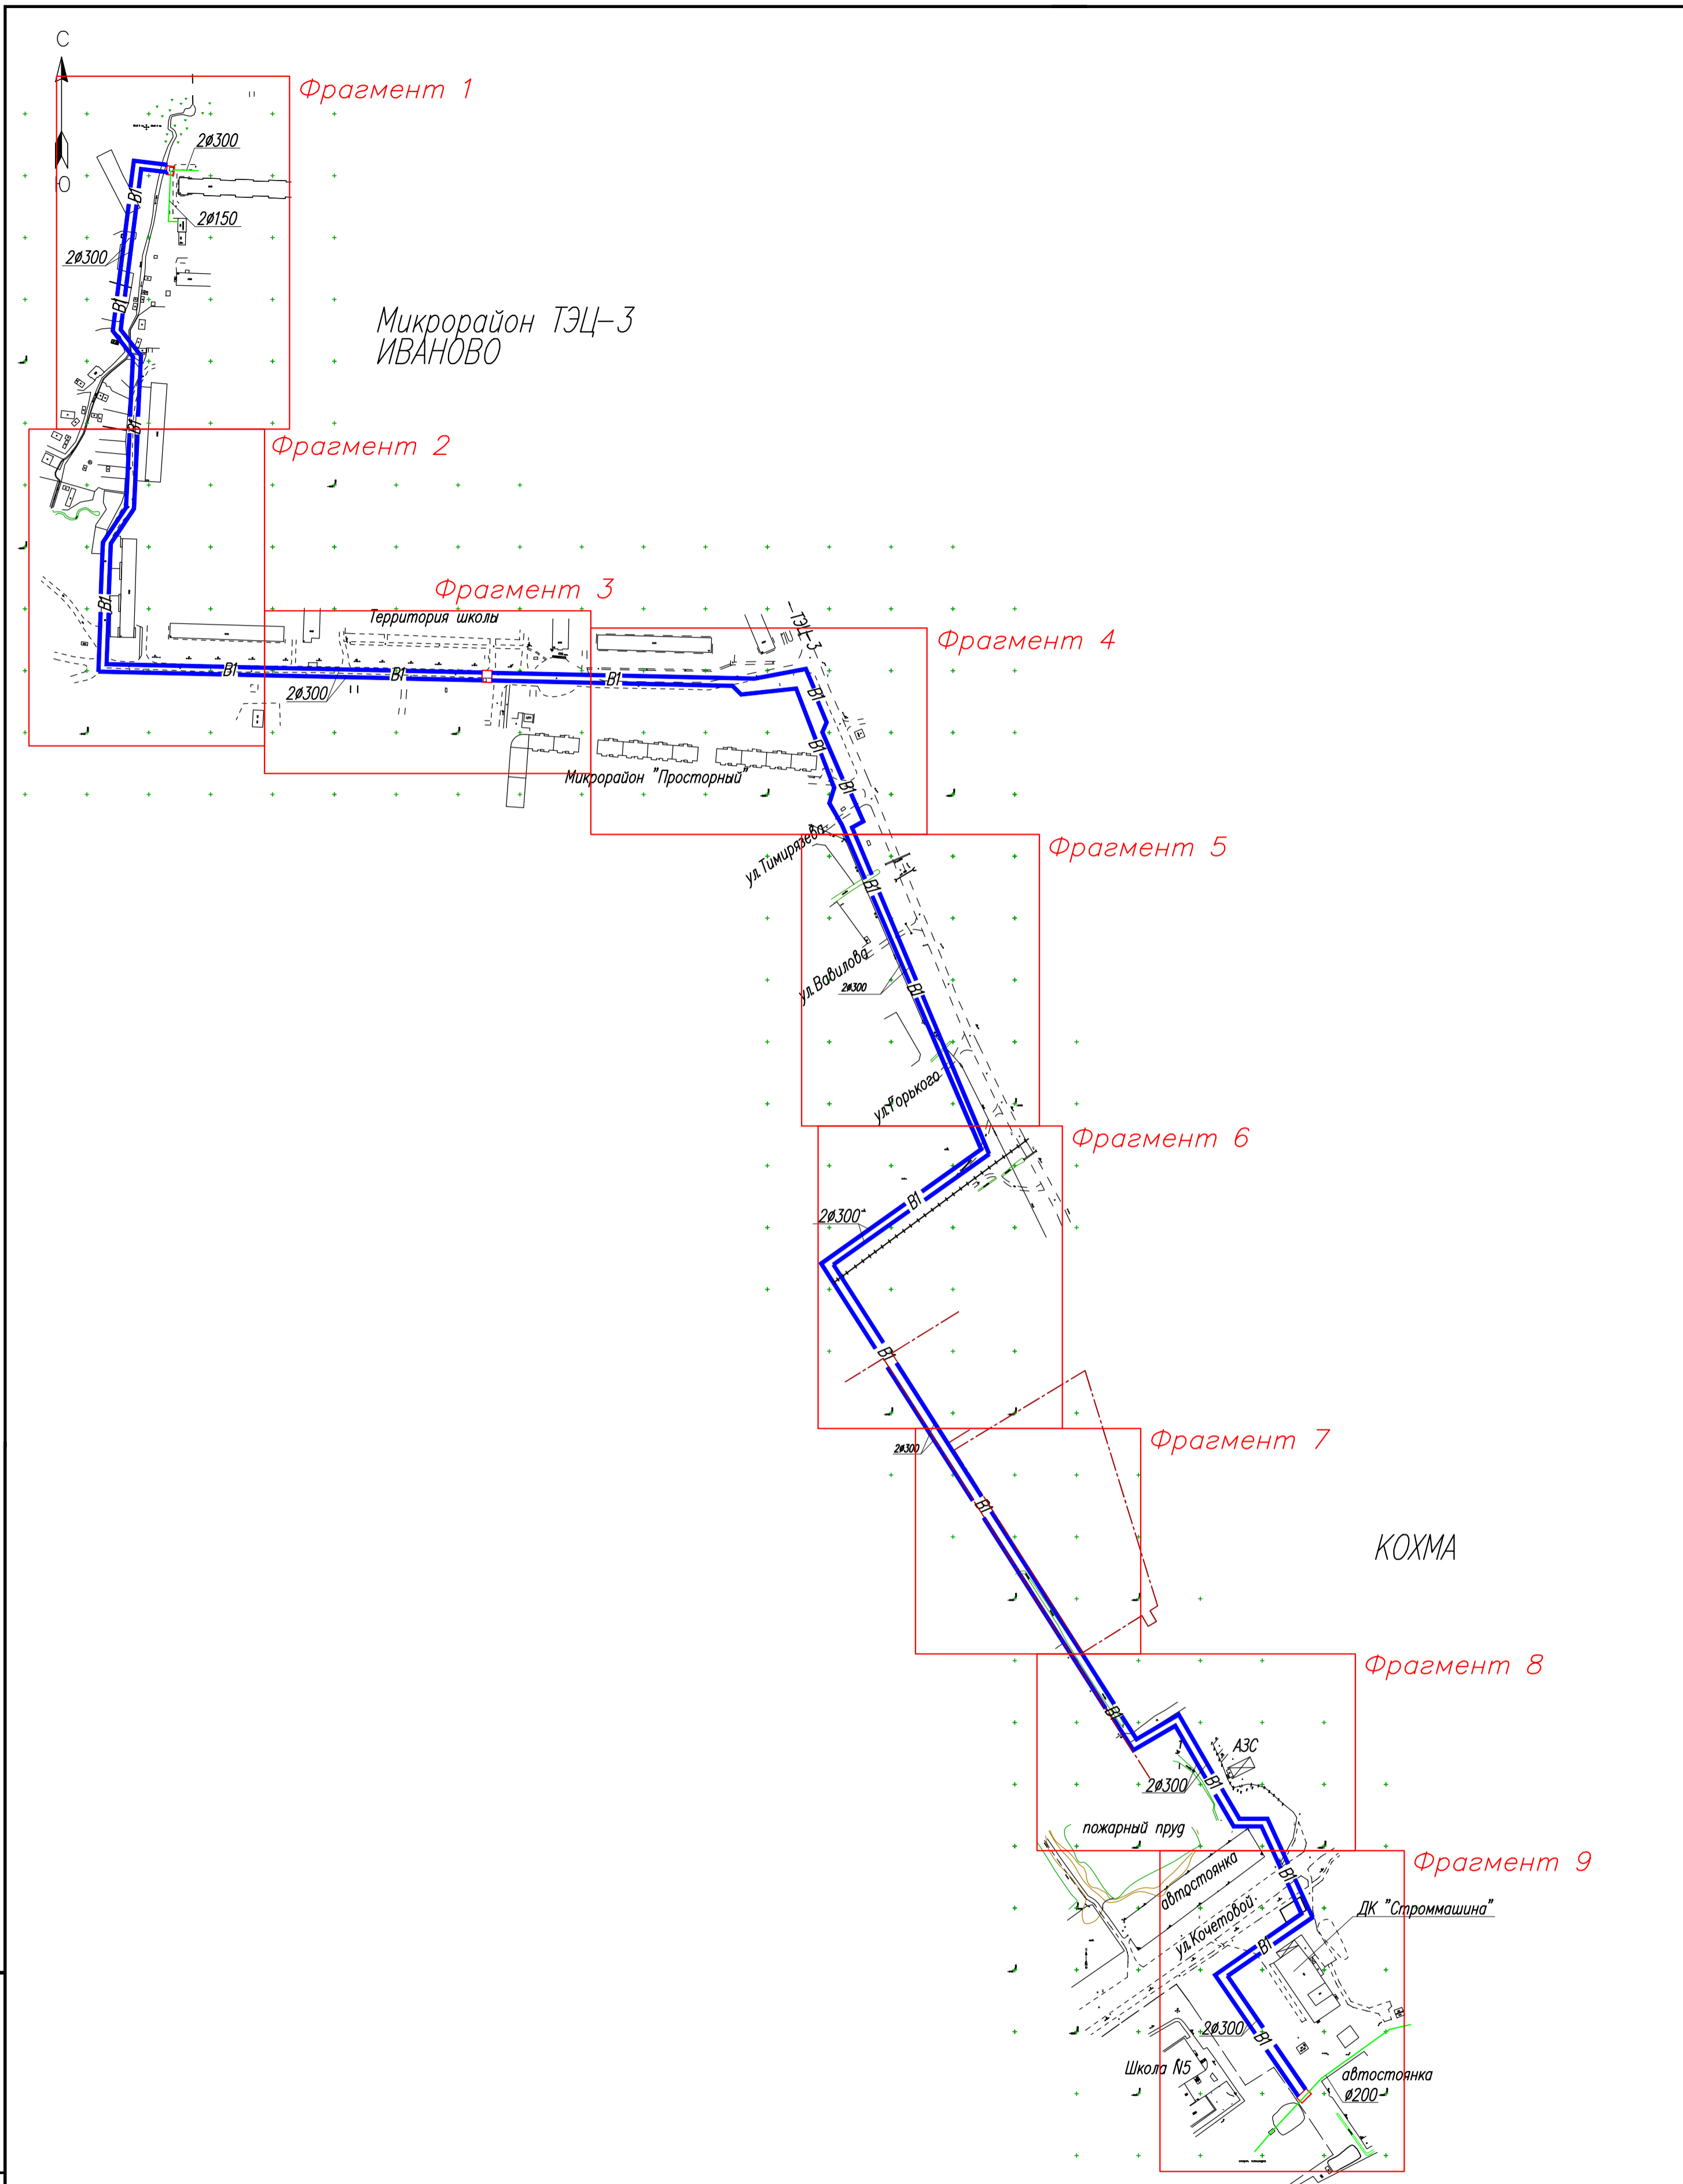 С
Фрагмент 1
2ø300
Ю
В1
2ø150
2ø300
В1
Микрорайон ТЭЦ-3
ИВАНОВО
В1
Фрагмент 2
Фрагмент 3
В1
Территория школы
ТЭЦ-3
Фрагмент 4
В1
В1
В1
2ø300
В1
В1
Микрорайон "Просторный"
В1
ул.Тимирязева
Фрагмент 5
В1
ул.Вавилова
2ø300
В1
ул.Горького
Фрагмент 6
В1
2ø300
В1
Фрагмент 7
2ø300
В1
КОХМА
Фрагмент 8
В1
АЗС
2ø300
В1
пожарный пруд
Фрагмент 9
автостоянка
В1
ДК "Строммашина"
ул.Кочетовой
В1
2ø300
В1
Школа N5
автостоянка
ø200